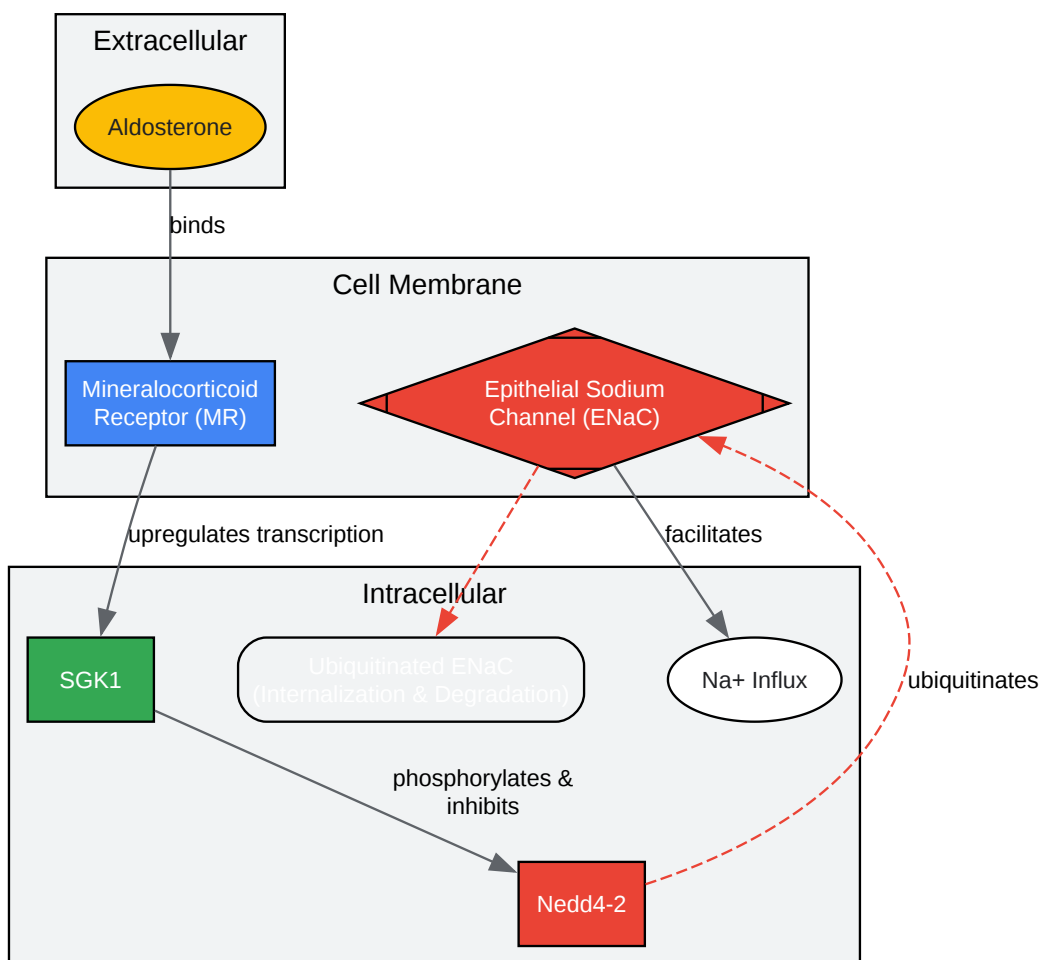 Extracellular
Aldosterone
binds
Cell Membrane
Mineralocorticoid
Receptor (MR)
Epithelial Sodium
Channel (ENaC)
upregulates transcription
facilitates
Intracellular
SGK1
Ubiquitinated ENaC
(Internalization & Degradation)
Na+ Influx
ubiquitinates
phosphorylates &
inhibits
Nedd4-2